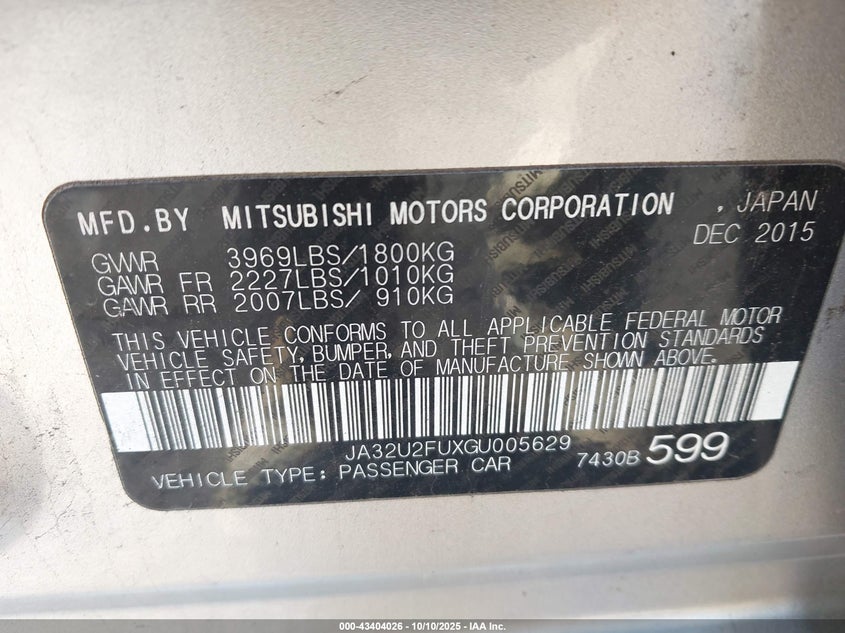 MFD.BY MITSUBISHI MOTORS CORPORATION , JAPAN
DEC 2015
GVWR 3969LBS/1800KG
GAWR FR 2227LBS/1010KG
GAWR RR 2007LBS/ 910KG
THIS VEHICLE CONFORMS TO ALL APPLICABLE FEDERAL MOTOR
VEHICLE SAFETY, BUMPER, AND THEFT PREVENTION STANDARDS
IN EFFECT ON THE DATE OF MANUFACTURE SHOWN ABOVE.
JA32U2FUXGU005629
VEHICLE TYPE: PASSENGER CAR 7430B 599
000-43404026 - 10/10/2025 - IAA Inc.